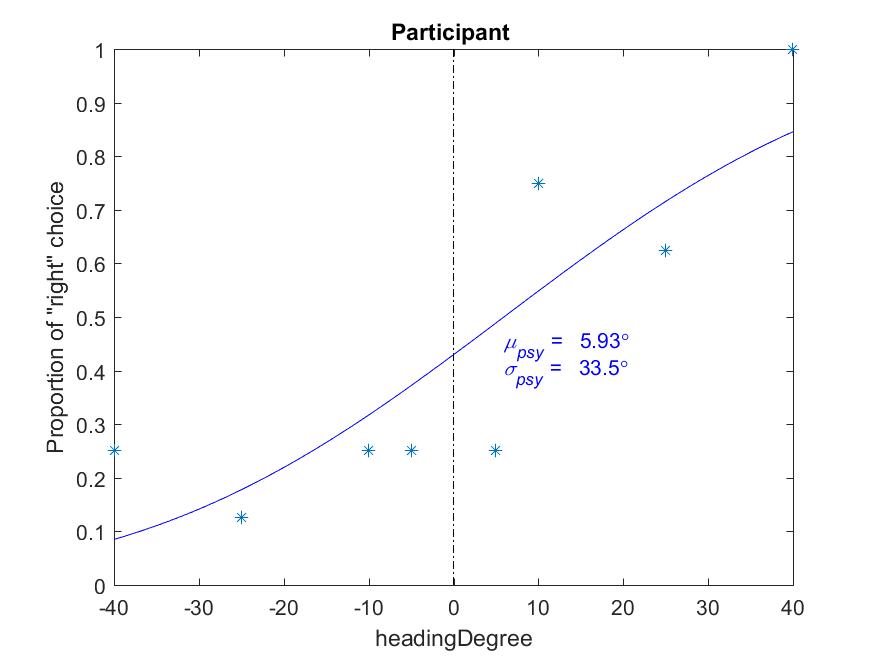 Participant
1
0.9
0.8
0.7
0.6
0.5
0.4
0.3
0.2
0.1
0
Proportion of "right" choice
μpsy = 5.93°
σpsy = 33.5°
-40 -30 -20 -10 0 10 20 30 40
headingDegree